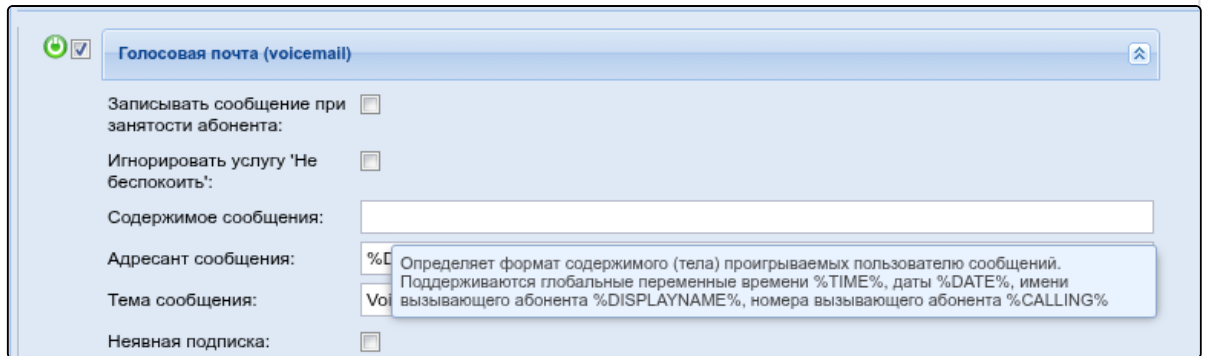 Голосовая почта (voicemail)
Записывать сообщение при
занятости абонента:
Игнорировать услугу 'Не
беспокоить':
Содержимое сообщения:
Адресант сообщения:
%D
Определяет формат содержимого (тела) проигрываемых пользователю сообщений.
Поддерживаются глобальные переменные времени %TIME%, даты %DATE%, имени
вызывающего абонента %DISPLAYNAME%, номера вызывающего абонента %CALLING%
Тема сообщения:
Voi
Неявная подписка: